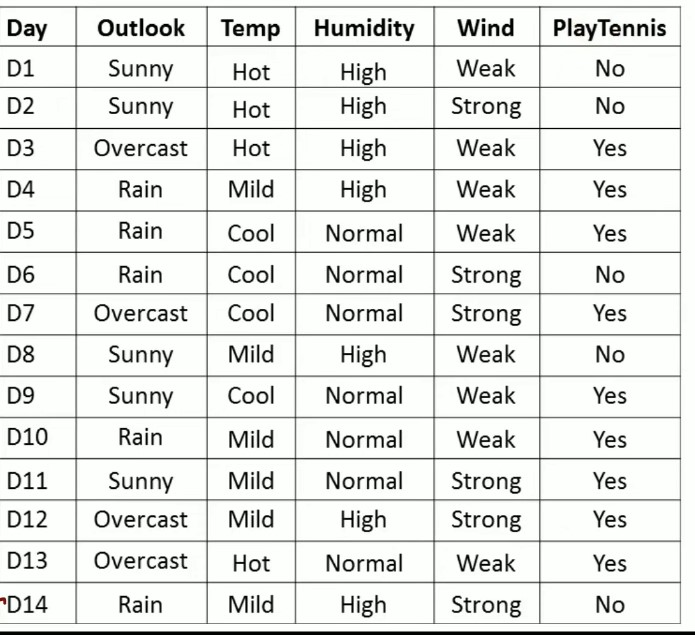 Day Outlook Temp Humidity Wind PlayTennis
D1 Sunny Hot High Weak No
D2 Sunny Hot High Strong No
D3 Overcast Hot High Weak Yes
D4 Rain Mild High Weak Yes
D5 Rain Cool Normal Weak Yes
D6 Rain Cool Normal Strong No
D7 Overcast Cool Normal Strong Yes
D8 Sunny Mild High Weak No
D9 Sunny Cool Normal Weak Yes
D10 Rain Mild Normal Weak Yes
D11 Sunny Mild Normal Strong Yes
D12 Overcast Mild High Strong Yes
D13 Overcast Hot Normal Weak Yes
D14 Rain Mild High Strong No